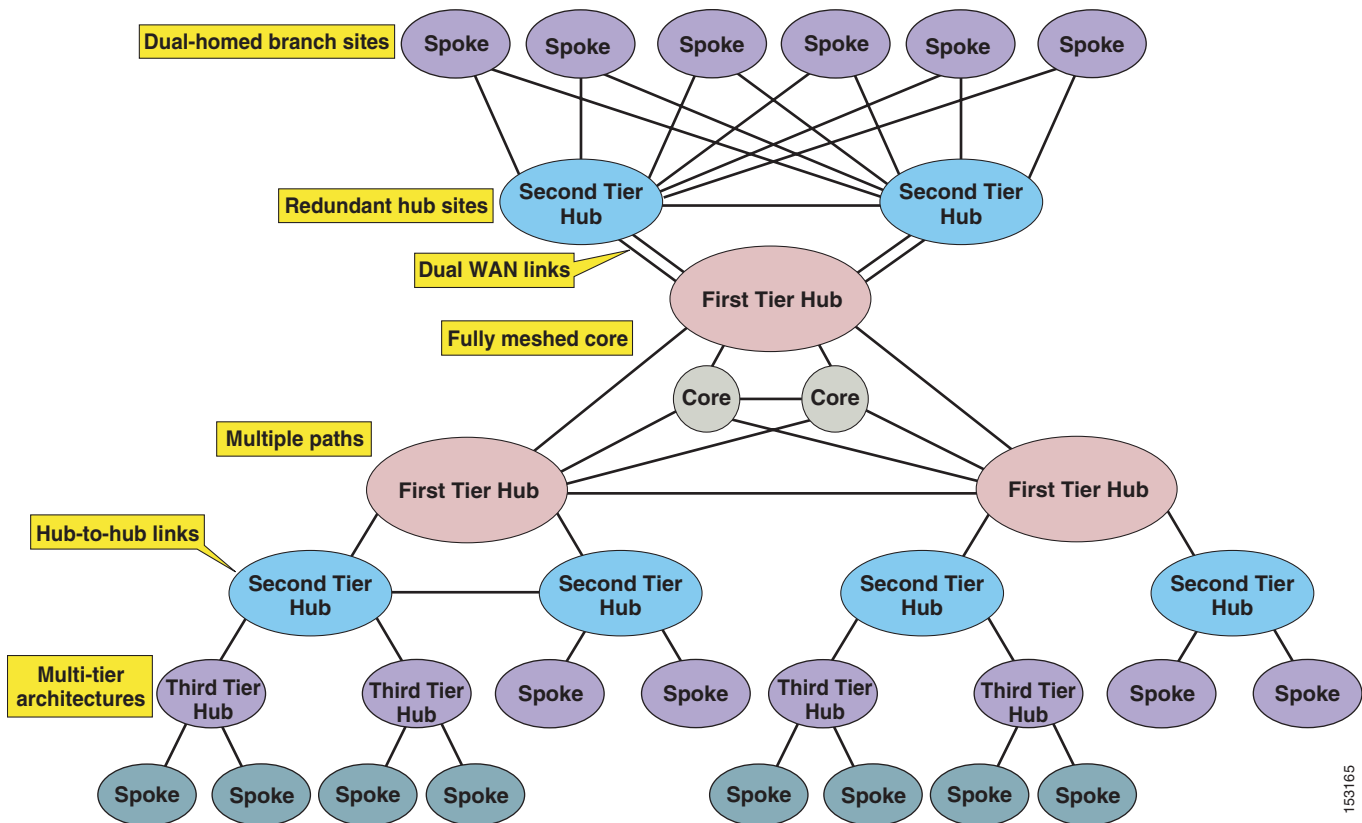 Dual-homed branch sites
Spoke
Spoke
Spoke
Spoke
Spoke
Spoke
Redundant hub sites
Second Tier
Hub
Second Tier
Hub
Dual WAN links
First Tier Hub
Fully meshed core
Core
Core
Multiple paths
First Tier Hub
First Tier Hub
Hub-to-hub links
Second Tier
Hub
Second Tier
Hub
Second Tier
Hub
Second Tier
Hub
Multi-tier
architectures
Third Tier
Hub
Third Tier
Hub
Spoke
Spoke
Third Tier
Hub
Third Tier
Hub
Spoke
Spoke
Spoke
Spoke
Spoke
Spoke
Spoke
Spoke
Spoke
Spoke
153165